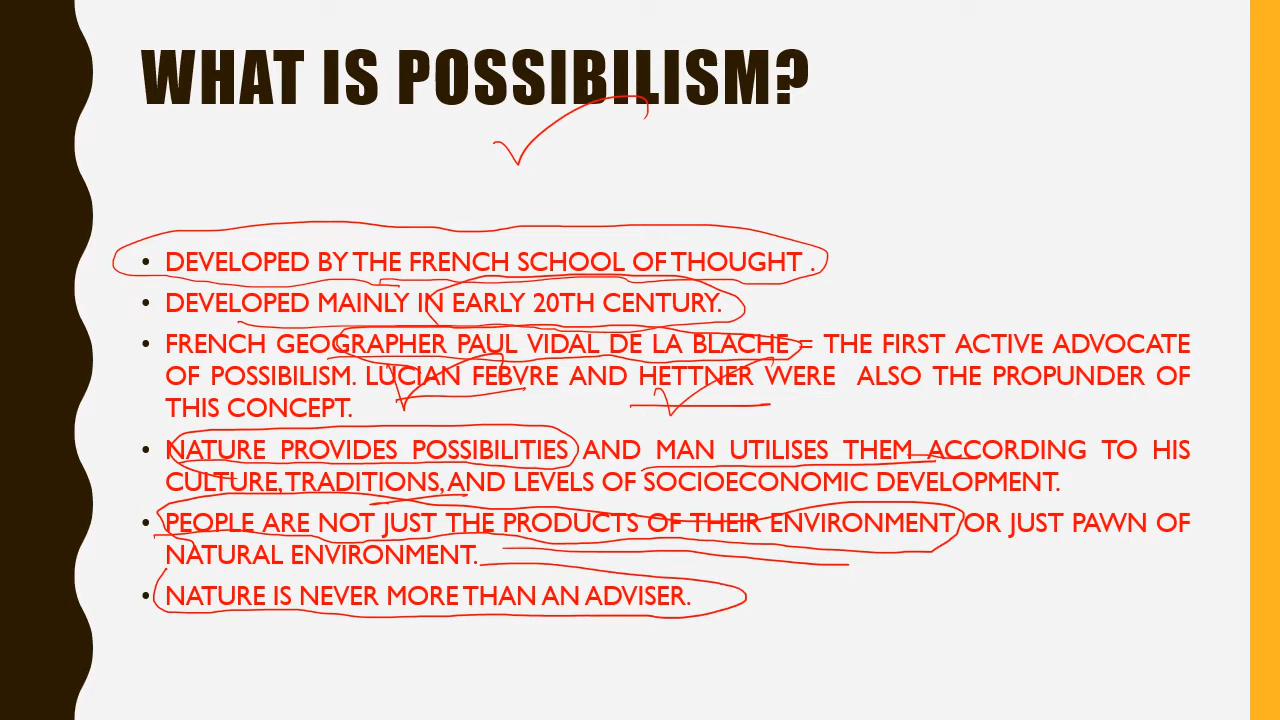 WHAT IS POSSIBILISM?
• DEVELOPED BY THE FRENCH SCHOOL OF THOUGHT .
• DEVELOPED MAINLY IN EARLY 20TH CENTURY.
• FRENCH GEOGRAPHER PAUL VIDAL DE LA BLACHE = THE FIRST ACTIVE ADVOCATE
OF POSSIBILISM. LUCIAN FEBVRE AND HETTNER WERE ALSO THE PROPUNDER OF
THIS CONCEPT.
• NATURE PROVIDES POSSIBILITIES AND MAN UTILISES THEM ACCORDING TO HIS
CULTURE, TRADITIONS, AND LEVELS OF SOCIOECONOMIC DEVELOPMENT.
• PEOPLE ARE NOT JUST THE PRODUCTS OF THEIR ENVIRONMENT OR JUST PAWN OF
NATURAL ENVIRONMENT.
• NATURE IS NEVER MORE THAN AN ADVISER.